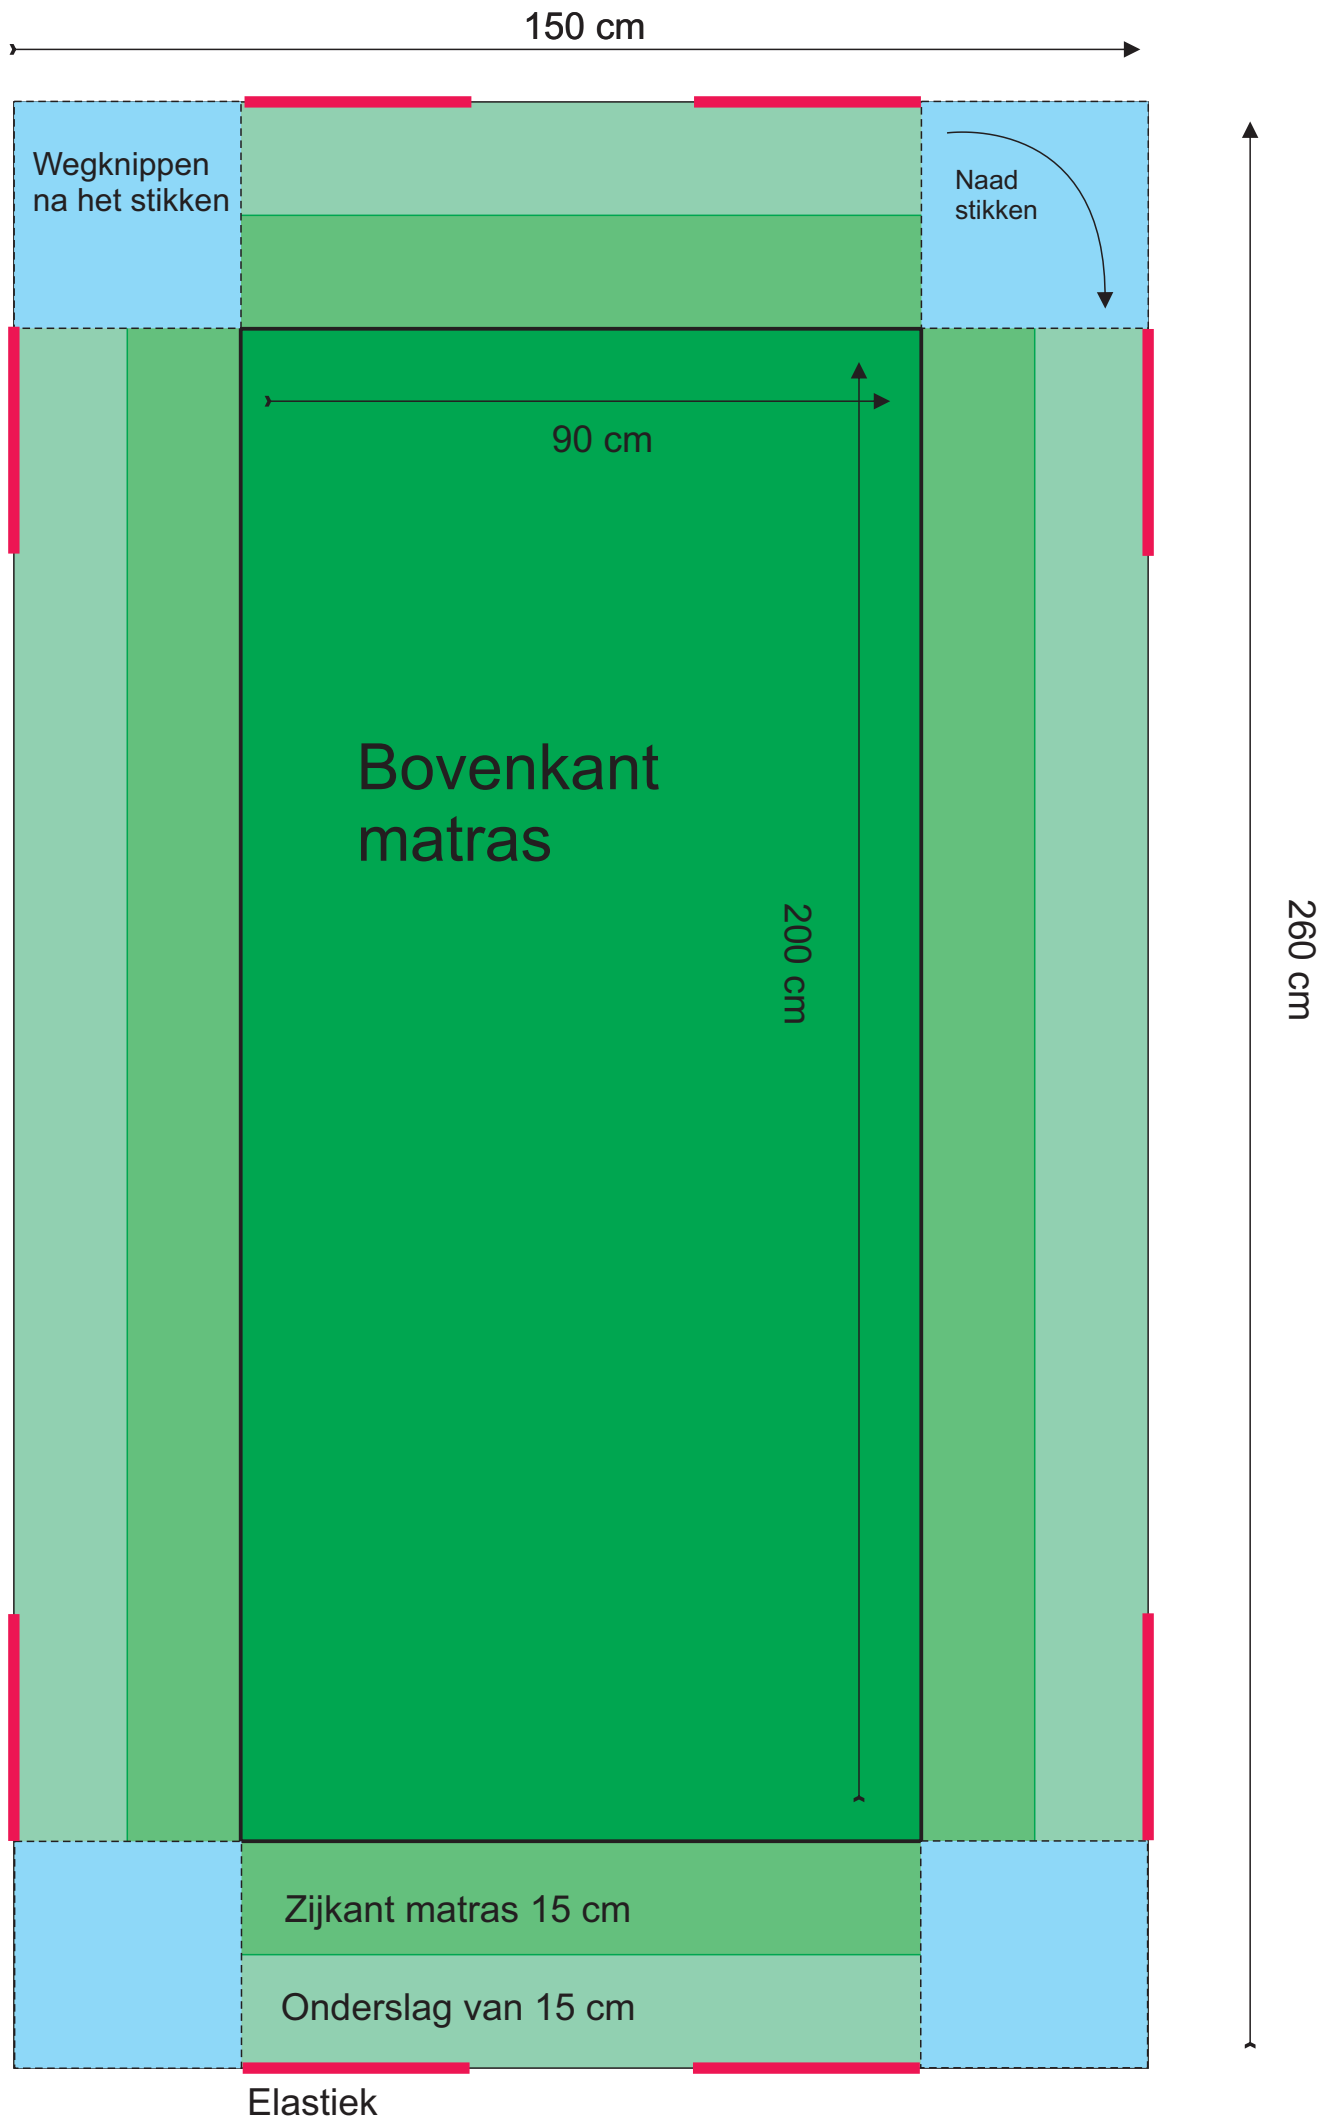 150 cm
Wegknippen
na het stikken
Naad
stikken
90 cm
Bovenkant
matras
200 cm
260 cm
Zijkant matras 15 cm
Onderslag van 15 cm
Elastiek